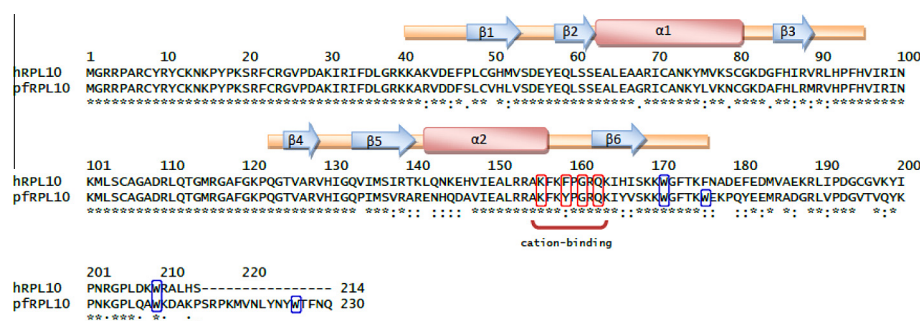 β1 β2 α1 β3
1 10 20 30 40 50 60 70 80 90 100
hRPL10 MGRRPARCYRYCKNKPYPKSRFCRGVPDAKIRIFDLGRKKAKVDEFPLCGHMVSDEYEQLSSEALEAARICANKYMVKSCGKDGFHIRVRLHPFHVIRIN
pfRPL10 MGRRPARCYRYCKNKPYPKSRFCRGVPDAKIRIFDLGRKKARVDDFSLCVHLVSDEYEQLSSEALEAGRICANKYLVKNCGKDAFHLRMRVHPFHVIRIN
*****************************************:**:*.** *:***************.*******:**.****.**:*:*:*********
β4 β5 α2 β6
101 110 120 130 140 150 160 170 180 190 200
hRPL10 KMLSCAGADRLQTGMRGAFGKPQGTVARVHIGQVIMSIRTKLQNKEHVIEALRRAKFKFPGRQKIHISKKWGFTKFNADEFEDMVAEKRLIPDGCGVKYI
pfRPL10 KMLSCAGADRLQTGMRGAFGKPQGTVARVHIGQPIMSVRARENHQDAVIEALRRAKFKYPGRQKIYVSKKWGFTKWEKPQYEEMRADGRLVPDGVTVQYK
********************************* ***:*:: :::: ***********:******::********::  ::*:* *: **:***  *:*
cation-binding
201 210 220
hRPL10 PNRGPLDKWRALHS---------------- 214
pfRPL10 PNKGPLQAWKDAKPSRPKMVNLYNYWTFNQ 230
**:***: *:  .